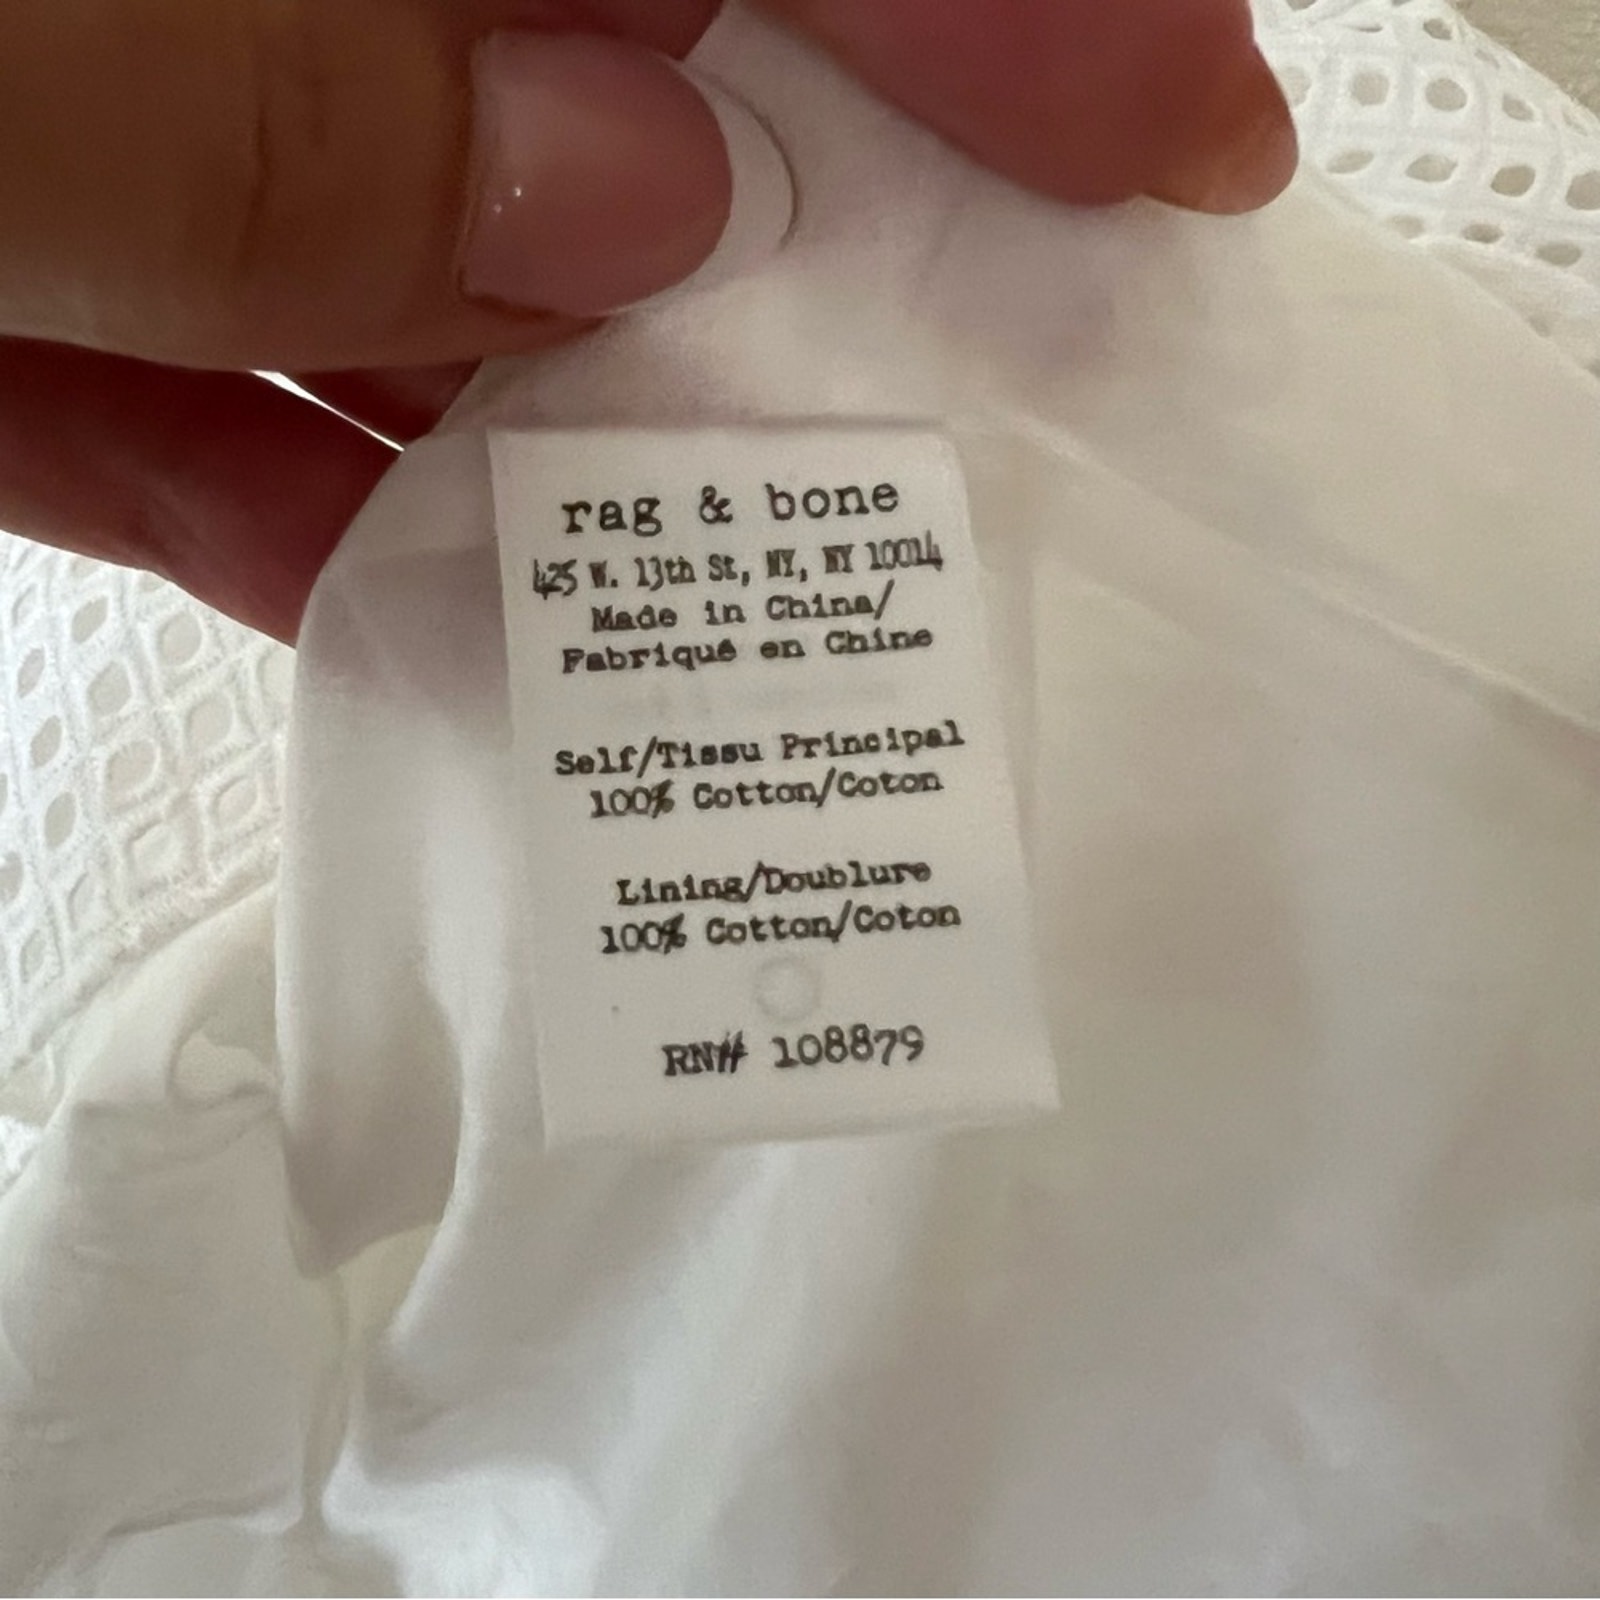 rag & bone
425 W. 13th St, NY, NY 10014
Made in China/
Fabriqué en Chine
Self/Tissu Principal
100% Cotton/Coton
Lining/Doublure
100% Cotton/Coton
RN# 108879